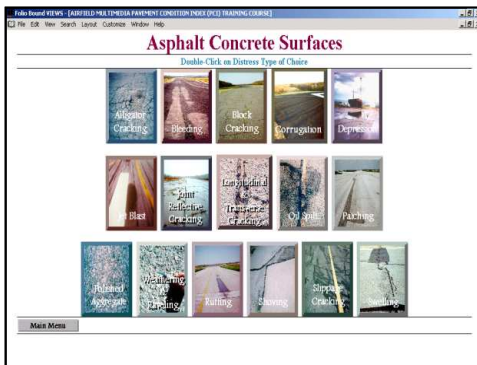 Folio Bound VIEWS - [AIRFIELD MULTIMEDIA PAVEMENT CONDITION INDEX (PCI) TRAINING COURSE]
File Edit View Search Layout Customize Window Help
Asphalt Concrete Surfaces
Double-Click on Distress Type of Choice
Alligator
Cracking
Bleeding
Block
Cracking
Corrugation
Depression
Jet Blast
Joint
Reflective
Cracking
Longitudinal
&
Transverse
Cracking
Oil Spill
Patching
Polished
Aggregate
Weathering
&
Raveling
Rutting
Shoving
Slippage
Cracking
Swelling
Main Menu